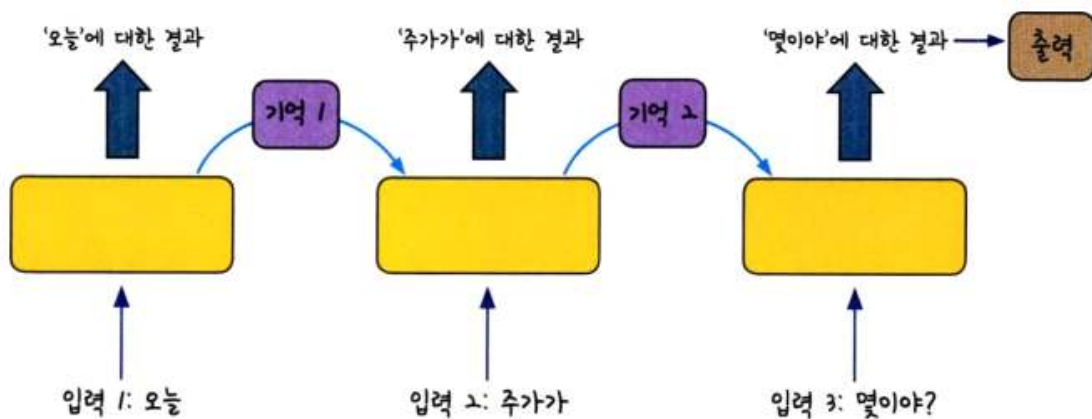 '오늘'에 대한 결과
'주가가'에 대한 결과
'몇이야'에 대한 결과
출력
기억 1
기억 2
입력 1: 오늘
입력 2: 주가가
입력 3: 몇이야?